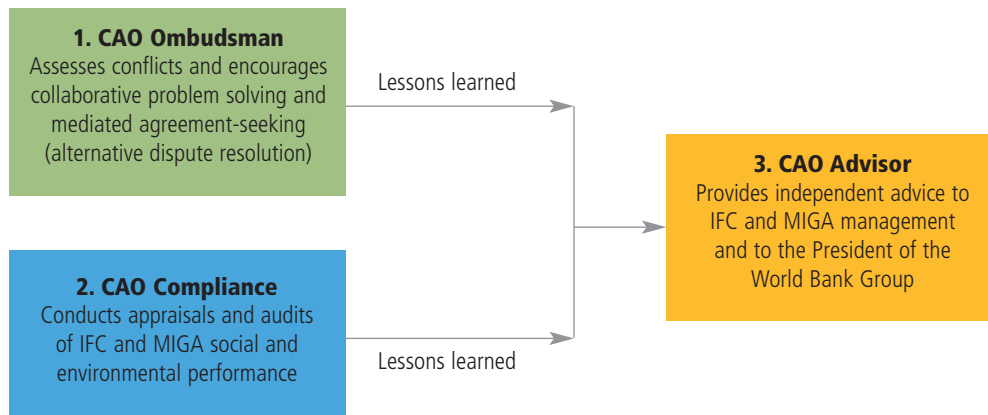 1. CAO Ombudsman
Assesses conflicts and encourages
collaborative problem solving and
mediated agreement-seeking
(alternative dispute resolution)
Lessons learned
3. CAO Advisor
Provides independent advice to
IFC and MIGA management
and to the President of the
World Bank Group
2. CAO Compliance
Conducts appraisals and audits
of IFC and MIGA social and
environmental performance
Lessons learned